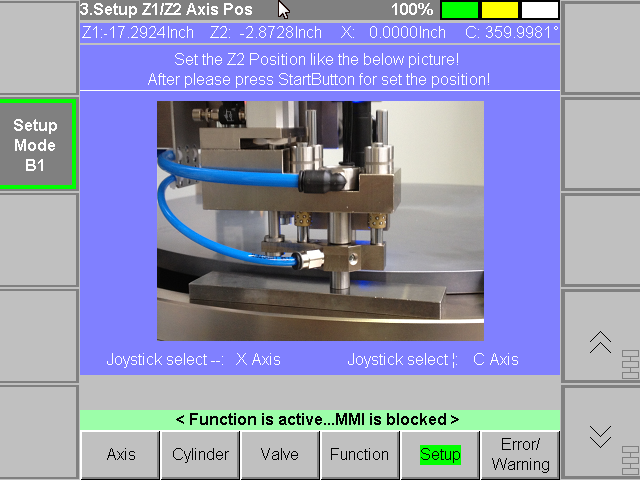 3.Setup Z1/Z2 Axis Pos 100%
Z1:-17.2924Inch Z2: -2.8728Inch X: 0.0000Inch C: 359.9981°
Set the Z2 Position like the below picture!
After please press StartButton for set the position!
Setup
Mode
B1
Joystick select --: X Axis Joystick select ¦: C Axis
< Function is active...MMI is blocked >
Axis Cylinder Valve Function Setup Error/
Warning